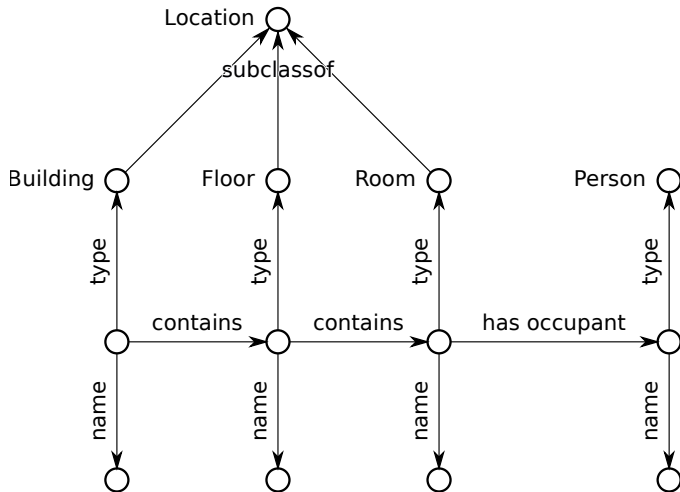 Location
subclassof
Building
Floor
Room
Person
type
type
type
type
contains
contains
has occupant
name
name
name
name